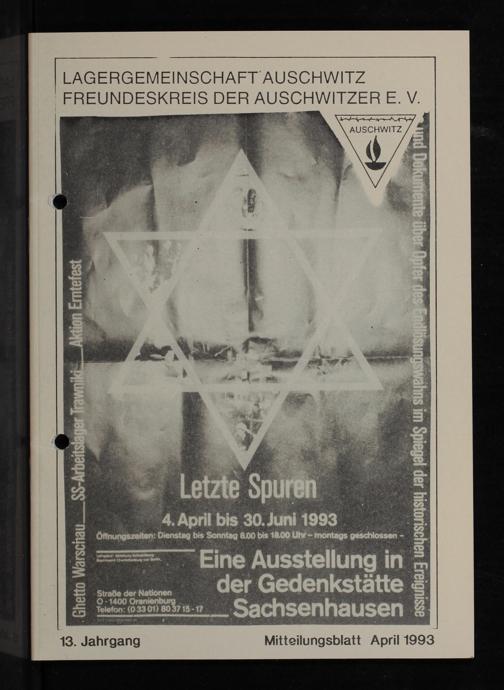 LAGERGEMEINSCHAFT AUSCHWITZ
FREUNDESKREIS DER AUSCHWITZER E. V.
AUSCHWITZ
und Dokumente über Opfer des Endlösungswahns im Spiegel der historischen Ereignisse
Ghetto Warschau SS-Arbeitslager Trawniki Aktion Erntefest
Letzte Spuren
4. April bis 30. Juni 1993
Öffnungszeiten: Dienstag bis Sonntag 8.00 bis 18.00 Uhr – montags geschlossen –
Eine Ausstellung in
der Gedenkstätte
Sachsenhausen
Straße der Nationen
O-1400 Oranienburg
Telefon: (0 33 01) 80 37 15 - 17
13. Jahrgang Mitteilungsblatt April 1993